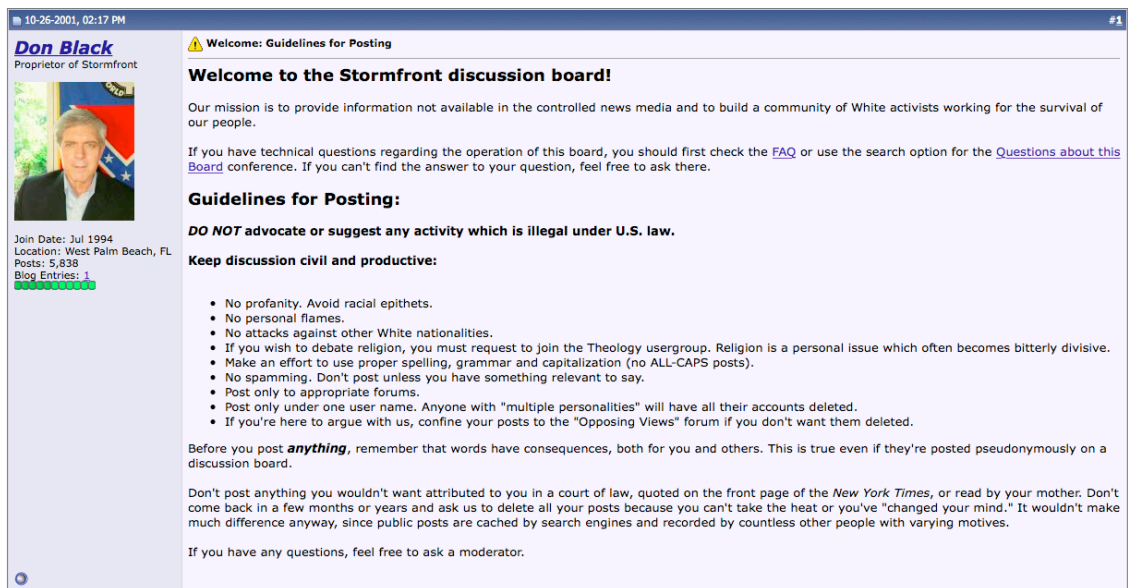 10-26-2001, 02:17 PM
#1
Don Black
Proprietor of Stormfront
Join Date: Jul 1994
Location: West Palm Beach, FL
Posts: 5,838
Blog Entries: 1
Welcome: Guidelines for Posting
Welcome to the Stormfront discussion board!
Our mission is to provide information not available in the controlled news media and to build a community of White activists working for the survival of
our people.
If you have technical questions regarding the operation of this board, you should first check the FAQ or use the search option for the Questions about this
Board conference. If you can't find the answer to your question, feel free to ask there.
Guidelines for Posting:
DO NOT advocate or suggest any activity which is illegal under U.S. law.
Keep discussion civil and productive:
• No profanity. Avoid racial epithets.
• No personal flames.
• No attacks against other White nationalities.
• If you wish to debate religion, you must request to join the Theology usergroup. Religion is a personal issue which often becomes bitterly divisive.
• Make an effort to use proper spelling, grammar and capitalization (no ALL-CAPS posts).
• No spamming. Don't post unless you have something relevant to say.
• Post only to appropriate forums.
• Post only under one user name. Anyone with "multiple personalities" will have all their accounts deleted.
• If you're here to argue with us, confine your posts to the "Opposing Views" forum if you don't want them deleted.
Before you post anything, remember that words have consequences, both for you and others. This is true even if they're posted pseudonymously on a
discussion board.
Don't post anything you wouldn't want attributed to you in a court of law, quoted on the front page of the New York Times, or read by your mother. Don't
come back in a few months or years and ask us to delete all your posts because you can't take the heat or you've "changed your mind." It wouldn't make
much difference anyway, since public posts are cached by search engines and recorded by countless other people with varying motives.
If you have any questions, feel free to ask a moderator.